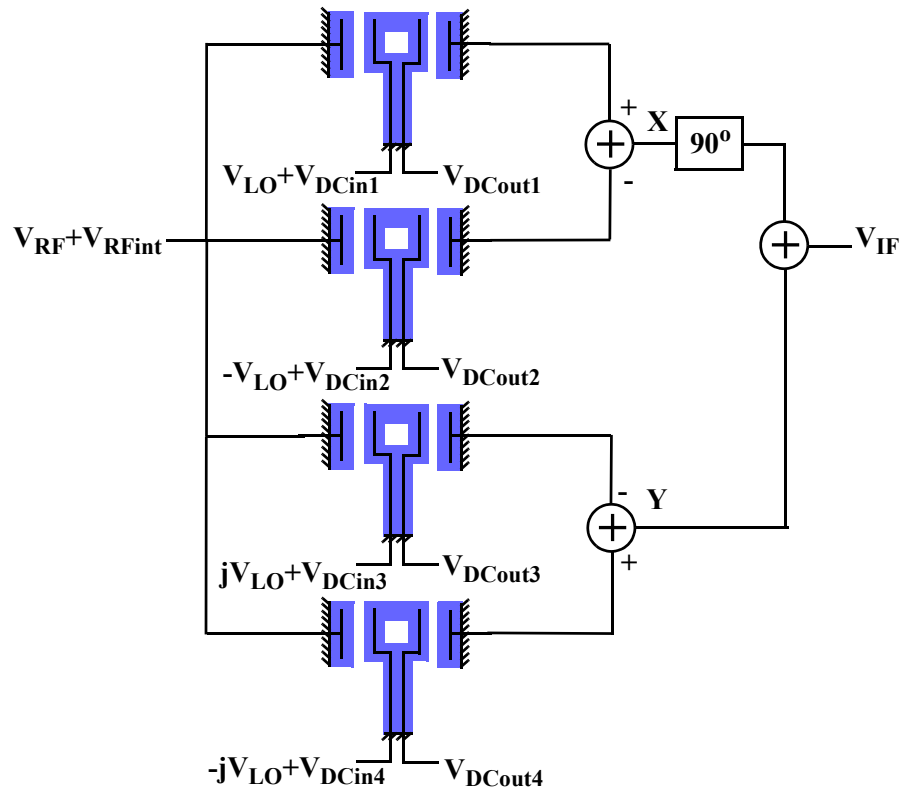 +
X
90°
+
V_LO+V_DCin1
V_DCout1
-
V_RF+V_RFint
+
V_IF
-V_LO+V_DCin2
V_DCout2
-
Y
+
jV_LO+V_DCin3
V_DCout3
+
-jV_LO+V_DCin4
V_DCout4